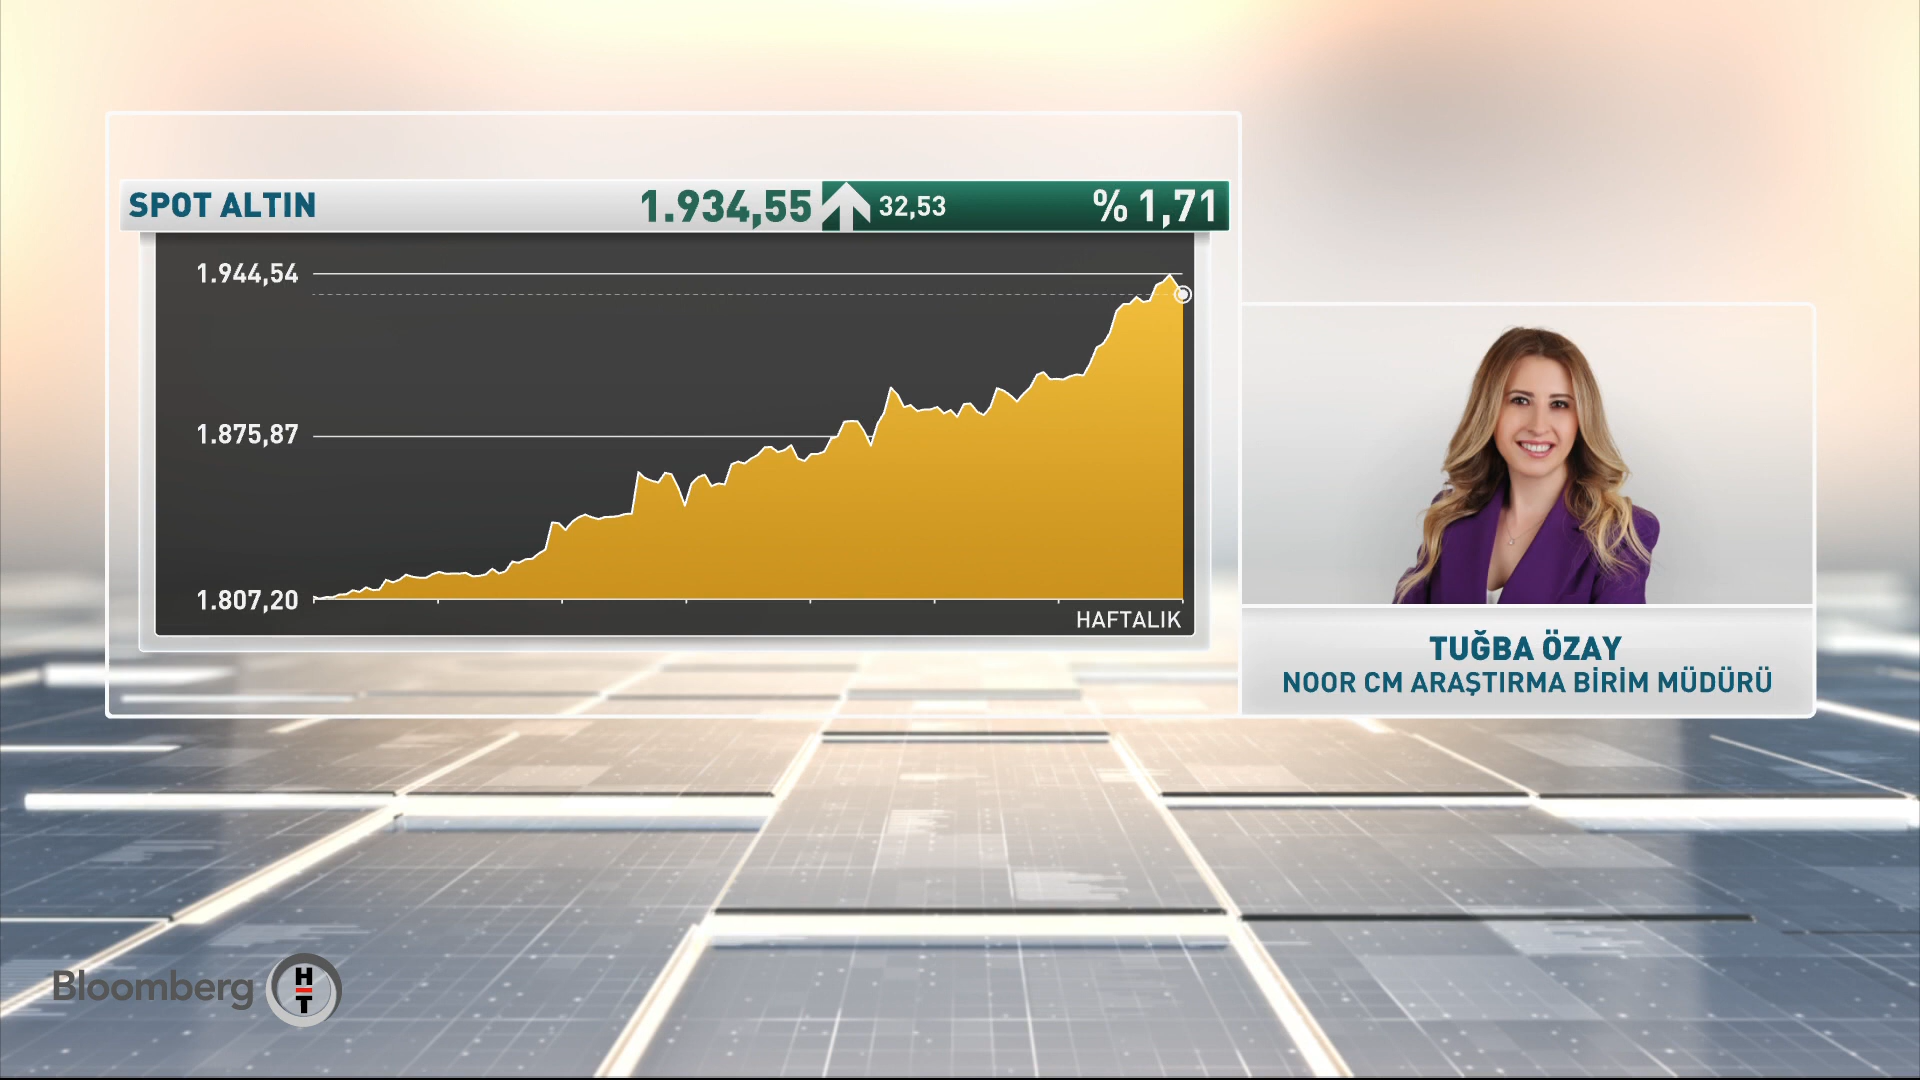 SPOT ALTIN 1.934,55 32,53 % 1,71
1.944,54
1.875,87
1.807,20
HAFTALIK
TUĞBA ÖZAY
NOOR CM ARAŞTIRMA BİRİM MÜDÜRÜ
Bloomberg HT